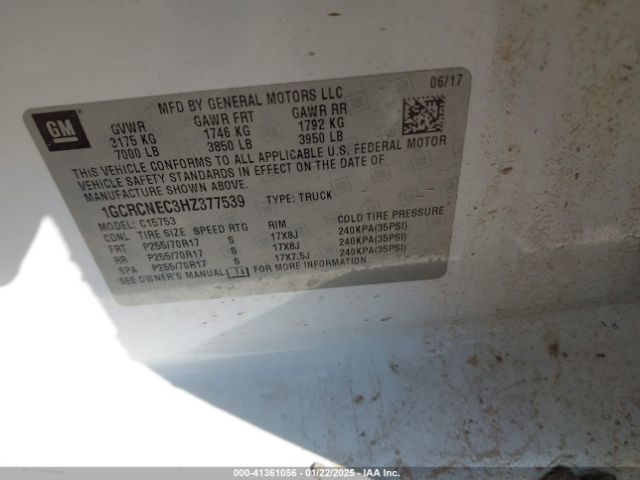 GM
MFD BY GENERAL MOTORS LLC
06/17
GVWR GAWR FRT GAWR RR
3175 KG 1746 KG 1792 KG
7000 LB 3850 LB 3950 LB
THIS VEHICLE CONFORMS TO ALL APPLICABLE U.S. FEDERAL MOTOR
VEHICLE SAFETY STANDARDS IN EFFECT ON THE DATE OF
MANUFACTURE SHOWN ABOVE.
1GCRCNEC3HZ377539 TYPE: TRUCK
MODEL: C15753
CDNL TIRE SIZE SPEED RTG RIM COLD TIRE PRESSURE
FRT P255/70R17 S 17X8J 240KPA(35PSI)
RR P255/70R17 S 17X8J 240KPA(35PSI)
SPA P255/70R17 S 17X7.5J 240KPA(35PSI)
SEE OWNER'S MANUAL FOR MORE INFORMATION.
000-41361056 - 01/22/2025 - IAA Inc.